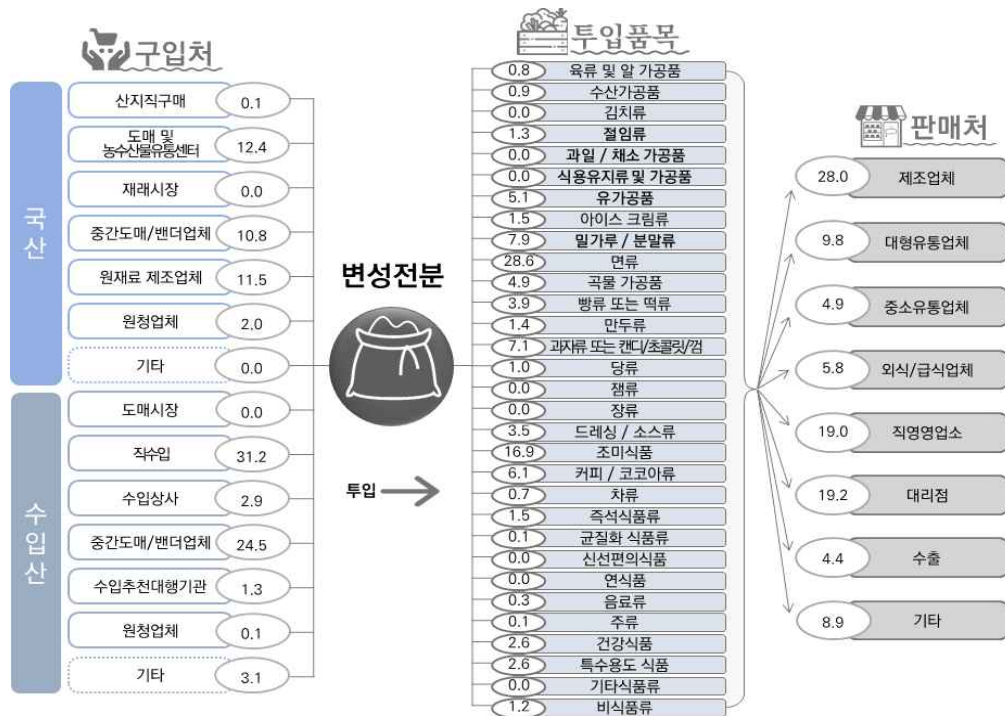 구입처
국산
산지직구매 0.1
도매 및
농수산물유통센터 12.4
재래시장 0.0
중간도매/밴더업체 10.8
원재료 제조업체 11.5
원청업체 2.0
기타 0.0
수입산
도매시장 0.0
직수입 31.2
수입상사 2.9
중간도매/밴더업체 24.5
수입추천대행기관 1.3
원청업체 0.1
기타 3.1
변성전분
투입
투입품목
0.8 육류 및 알 가공품
0.9 수산가공품
0.0 김치류
1.3 절임류
0.0 과일 / 채소 가공품
0.0 식용유지류 및 가공품
5.1 유가공품
1.5 아이스 크림류
7.9 밀가루 / 분말류
28.6 면류
4.9 곡물 가공품
3.9 빵류 또는 떡류
1.4 만두류
7.1 과자류 또는 캔디/초콜릿/껌
1.0 당류
0.0 잼류
0.0 장류
3.5 드레싱 / 소스류
16.9 조미식품
6.1 커피 / 코코아류
0.7 차류
1.5 즉석식품류
0.1 균질화 식품류
0.0 신선편의식품
0.0 연식품
0.3 음료류
0.1 주류
2.6 건강식품
2.6 특수용도 식품
0.0 기타식품류
1.2 비식품류
판매처
28.0 제조업체
9.8 대형유통업체
4.9 중소유통업체
5.8 외식/급식업체
19.0 직영영업소
19.2 대리점
4.4 수출
8.9 기타